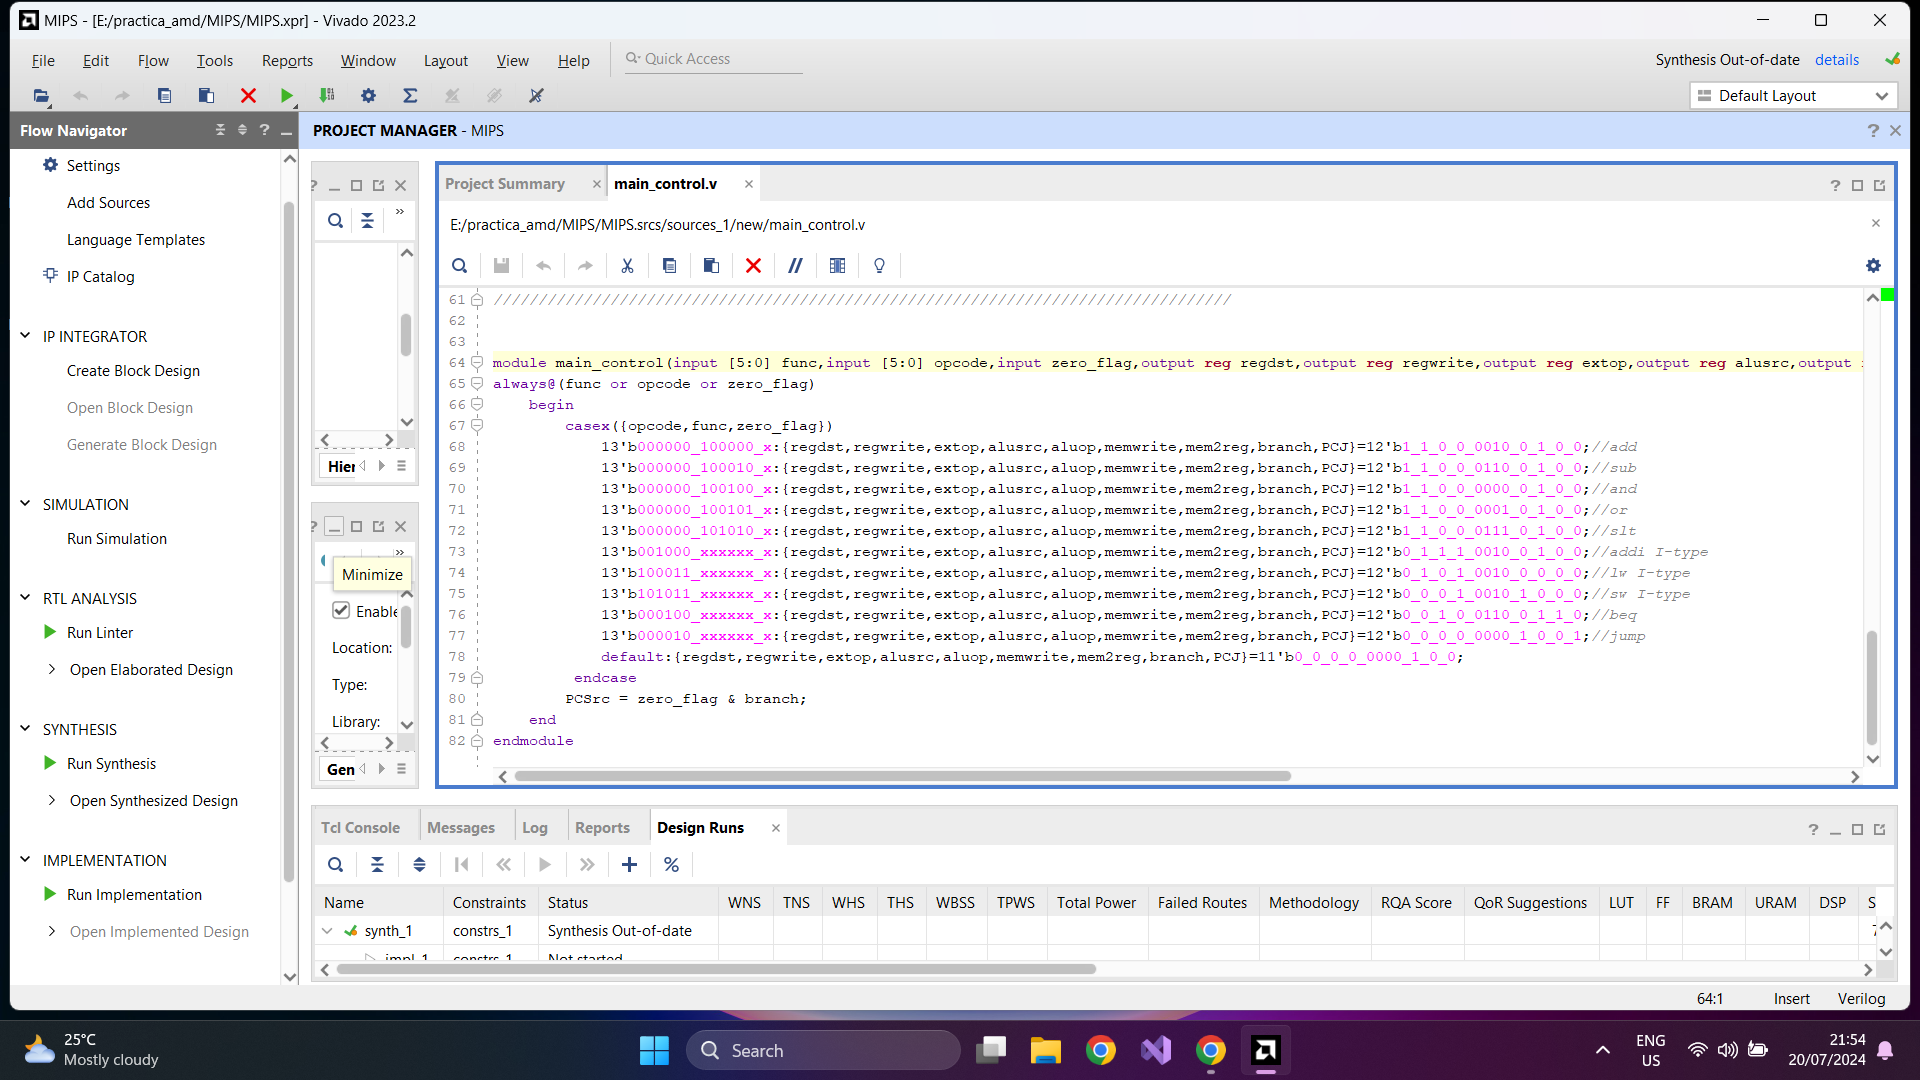 MIPS - [E:/practica_amd/MIPS/MIPS.xpr] - Vivado 2023.2
File Edit Flow Tools Reports Window Layout View Help Quick Access
Synthesis Out-of-date details
Default Layout
Flow Navigator
PROJECT MANAGER - MIPS
Settings
Add Sources
Language Templates
IP Catalog
IP INTEGRATOR
Create Block Design
Open Block Design
Generate Block Design
SIMULATION
Run Simulation
RTL ANALYSIS
Run Linter
Open Elaborated Design
SYNTHESIS
Run Synthesis
Open Synthesized Design
IMPLEMENTATION
Run Implementation
Open Implemented Design
Hier
Minimize
Enable
Location:
Type:
Library:
Gen
Project Summary
main_control.v
E:/practica_amd/MIPS/MIPS.srcs/sources_1/new/main_control.v
61 //////////////////////////////////////////////////////////////////////////////////
62
63
64 module main_control(input [5:0] func,input [5:0] opcode,input zero_flag,output reg regdst,output reg regwrite,output reg extop,output reg alusrc,output
65 always@(func or opcode or zero_flag)
66 begin
67 casex({opcode,func,zero_flag})
68 13'b000000_100000_x:{regdst,regwrite,extop,alusrc,aluop,memwrite,mem2reg,branch,PCJ}=12'b1_1_0_0_0010_0_1_0_0;//add
69 13'b000000_100010_x:{regdst,regwrite,extop,alusrc,aluop,memwrite,mem2reg,branch,PCJ}=12'b1_1_0_0_0110_0_1_0_0;//sub
70 13'b000000_100100_x:{regdst,regwrite,extop,alusrc,aluop,memwrite,mem2reg,branch,PCJ}=12'b1_1_0_0_0000_0_1_0_0;//and
71 13'b000000_100101_x:{regdst,regwrite,extop,alusrc,aluop,memwrite,mem2reg,branch,PCJ}=12'b1_1_0_0_0001_0_1_0_0;//or
72 13'b000000_101010_x:{regdst,regwrite,extop,alusrc,aluop,memwrite,mem2reg,branch,PCJ}=12'b1_1_0_0_0111_0_1_0_0;//slt
73 13'b001000_xxxxxx_x:{regdst,regwrite,extop,alusrc,aluop,memwrite,mem2reg,branch,PCJ}=12'b0_1_1_1_0010_0_1_0_0;//addi I-type
74 13'b100011_xxxxxx_x:{regdst,regwrite,extop,alusrc,aluop,memwrite,mem2reg,branch,PCJ}=12'b0_1_0_1_0010_0_0_0_0;//lw I-type
75 13'b101011_xxxxxx_x:{regdst,regwrite,extop,alusrc,aluop,memwrite,mem2reg,branch,PCJ}=12'b0_0_0_1_0010_1_0_0_0;//sw I-type
76 13'b000100_xxxxxx_x:{regdst,regwrite,extop,alusrc,aluop,memwrite,mem2reg,branch,PCJ}=12'b0_0_1_0_0110_0_1_1_0;//beq
77 13'b000010_xxxxxx_x:{regdst,regwrite,extop,alusrc,aluop,memwrite,mem2reg,branch,PCJ}=12'b0_0_0_0_0000_1_0_0_1;//jump
78 default:{regdst,regwrite,extop,alusrc,aluop,memwrite,mem2reg,branch,PCJ}=11'b0_0_0_0_0000_1_0_0;
79 endcase
80 PCSrc = zero_flag & branch;
81 end
82 endmodule
Tcl Console Messages Log Reports Design Runs
Name Constraints Status WNS TNS WHS THS WBSS TPWS Total Power Failed Routes Methodology RQA Score QoR Suggestions LUT FF BRAM URAM DSP S
synth_1 constrs_1 Synthesis Out-of-date
impl_1 constrs_1 Not started
64:1 Insert Verilog
25°C
Mostly cloudy
Search
ENG
US
21:54
20/07/2024